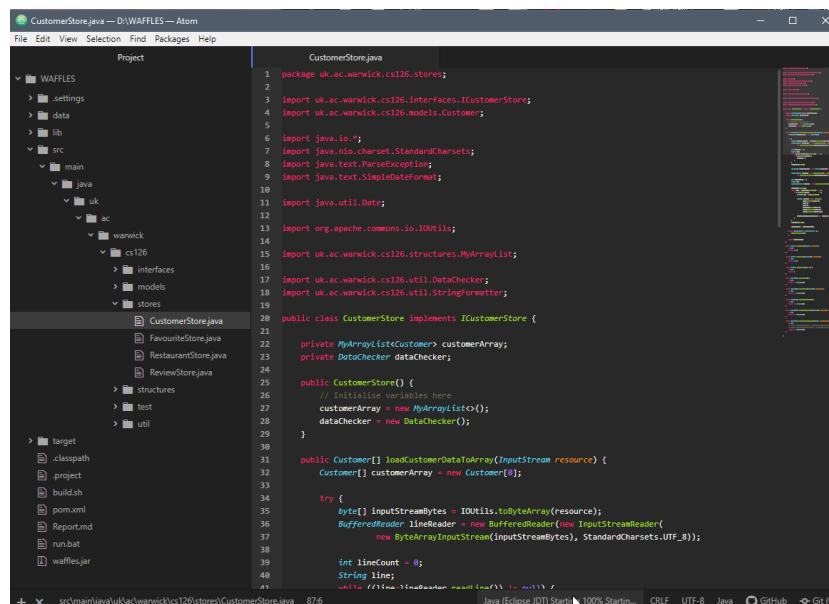 CustomerStore.java — D:\WAFFLES — Atom
File Edit View Selection Find Packages Help
Project
WAFFLES
.settings
data
lib
src
main
java
uk
ac
warwick
cs126
interfaces
models
stores
CustomerStore.java
FavouriteStore.java
RestaurantStore.java
ReviewStore.java
structures
test
util
target
.classpath
.project
build.sh
pom.xml
Report.md
run.bat
waffles.jar
CustomerStore.java
1 package uk.ac.warwick.cs126.stores;
2
3 import uk.ac.warwick.cs126.interfaces.ICustomerStore;
4 import uk.ac.warwick.cs126.models.Customer;
5
6 import java.io.*;
7 import java.nio.charset.StandardCharsets;
8 import java.text.ParseException;
9 import java.text.SimpleDateFormat;
10
11 import java.util.Date;
12
13 import org.apache.commons.io.IOUtils;
14
15 import uk.ac.warwick.cs126.structures.MyArrayList;
16
17 import uk.ac.warwick.cs126.util.DataChecker;
18 import uk.ac.warwick.cs126.util.StringFormatter;
19
20 public class CustomerStore implements ICustomerStore {
21
22 private MyArrayList<Customer> customerArray;
23 private DataChecker dataChecker;
24
25 public CustomerStore() {
26 // Initialise variables here
27 customerArray = new MyArrayList<>();
28 dataChecker = new DataChecker();
29 }
30
31 public Customer[] loadCustomerDataToArray(InputStream resource) {
32 Customer[] customerArray = new Customer[0];
33
34 try {
35 byte[] inputStreamBytes = IOUtils.toByteArray(resource);
36 BufferedReader lineReader = new BufferedReader(new InputStreamReader(
37 new ByteArrayInputStream(inputStreamBytes), StandardCharsets.UTF_8));
38
39 int lineCount = 0;
40 String line;
41 while ((line=lineReader.readLine()) != null) {
src\main\java\uk\ac\warwick\cs126\stores\CustomerStore.java 87:6 Java (Eclipse JDT) 100% Startin... CRLF UTF-8 Java GitHub Git